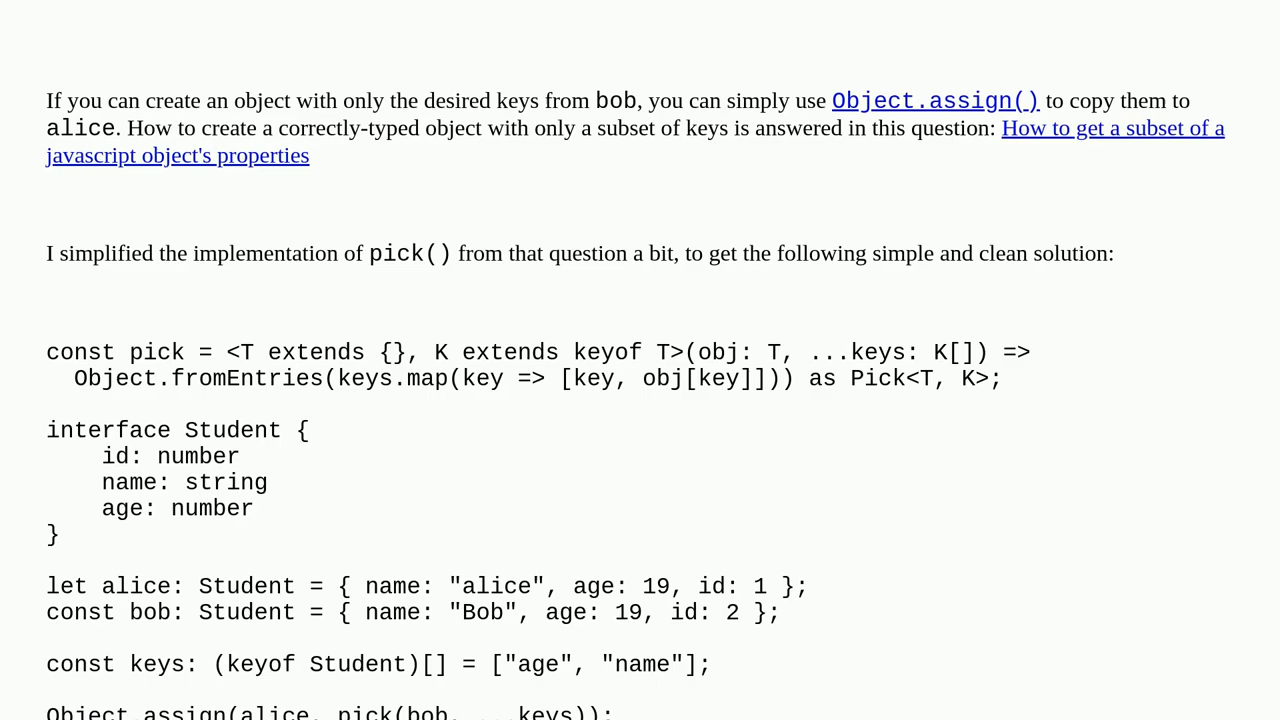 If you can create an object with only the desired keys from bob, you can simply use Object.assign() to copy them to
alice. How to create a correctly-typed object with only a subset of keys is answered in this question: How to get a subset of a
javascript object's properties
I simplified the implementation of pick() from that question a bit, to get the following simple and clean solution:
const pick = <T extends {}, K extends keyof T>(obj: T, ...keys: K[]) =>
  Object.fromEntries(keys.map(key => [key, obj[key]])) as Pick<T, K>;
interface Student {
    id: number
    name: string
    age: number
}
let alice: Student = { name: "alice", age: 19, id: 1 };
const bob: Student = { name: "Bob", age: 19, id: 2 };
const keys: (keyof Student)[] = ["age", "name"];
Object.assign(alice, pick(bob, ...keys));